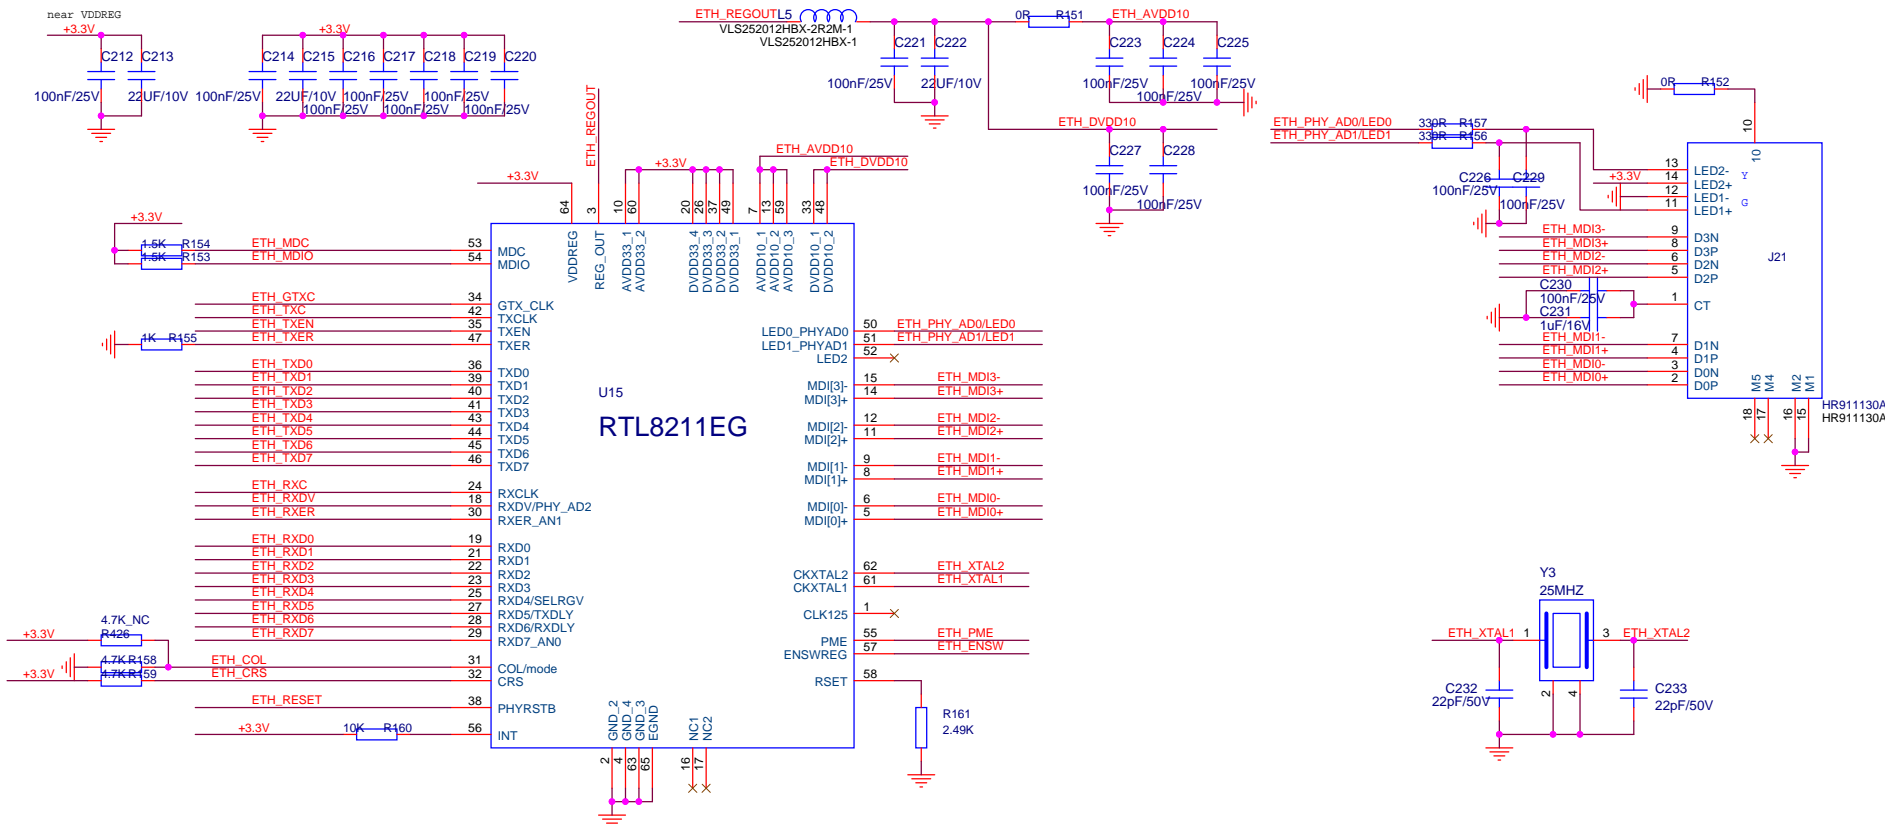 near VDDREG
+3.3V
C212 C213
100nF/25V 22UF/10V
+3.3V
C214 C215 C216 C217 C218 C219 C220
100nF/25V 22UF/10V 100nF/25V 100nF/25V
100nF/25V 100nF/25V 100nF/25V
ETH_REGOUT L5
VLS252012HBX-2R2M-1
VLS252012HBX-1
C221 C222
100nF/25V 22UF/10V
0R R151 ETH_AVDD10
C223 C224 C225
100nF/25V 100nF/25V
100nF/25V
ETH_DVDD10
C227 C228
100nF/25V
100nF/25V
0R R152
10
ETH_PHY_AD0/LED0 330R R157
ETH_PHY_AD1/LED1 330R R156
C226 C229
100nF/25V
100nF/25V
+3.3V
10
13 LED2-
14 LED2+
12 LED1-
11 LED1+
Y
G
ETH_MDI3- 9 D3N
ETH_MDI3+ 8 D3P
ETH_MDI2- 6 D2N
ETH_MDI2+ 5 D2P
J21
C230
100nF/25V
1 CT
C231
1uF/16V
ETH_MDI1- 7 D1N
ETH_MDI1+ 4 D1P
ETH_MDI0- 3 D0N
ETH_MDI0+ 2 D0P
M5 M4 M2 M1
18 17 16 15
HR911130A
HR911130A
ETH_REGOUT
+3.3V
+3.3V
ETH_AVDD10
ETH_DVDD10
64 3 10 60 20 26 37 49 7 13 59 33 48
VDDREG
REG_OUT
AVDD33_1
AVDD33_2
DVDD33_4
DVDD33_3
DVDD33_2
DVDD33_1
AVDD10_1
AVDD10_2
AVDD10_3
DVDD10_1
DVDD10_2
+3.3V
1.5K R154 ETH_MDC 53 MDC
1.5K R153 ETH_MDIO 54 MDIO
ETH_GTXC 34 GTX_CLK
ETH_TXC 42 TXCLK
ETH_TXEN 35 TXEN
1K R155 ETH_TXER 47 TXER
ETH_TXD0 36 TXD0
ETH_TXD1 39 TXD1
ETH_TXD2 40 TXD2
ETH_TXD3 41 TXD3
ETH_TXD4 43 TXD4
ETH_TXD5 44 TXD5
ETH_TXD6 45 TXD6
ETH_TXD7 46 TXD7
ETH_RXC 24 RXCLK
ETH_RXDV 18 RXDV/PHY_AD2
ETH_RXER 30 RXER_AN1
ETH_RXD0 19 RXD0
ETH_RXD1 21 RXD1
ETH_RXD2 22 RXD2
ETH_RXD3 23 RXD3
ETH_RXD4 25 RXD4/SELRGV
ETH_RXD5 27 RXD5/TXDLY
ETH_RXD6 28 RXD6/RXDLY
ETH_RXD7 29 RXD7_AN0
4.7K_NC
+3.3V R426
4.7K R158 ETH_COL 31 COL/mode
+3.3V 4.7K R159 ETH_CRS 32 CRS
ETH_RESET 38 PHYRSTB
+3.3V 10K R160 56 INT
U15
RTL8211EG
LED0_PHYAD0 50 ETH_PHY_AD0/LED0
LED1_PHYAD1 51 ETH_PHY_AD1/LED1
LED2 52
MDI[3]- 15 ETH_MDI3-
MDI[3]+ 14 ETH_MDI3+
MDI[2]- 12 ETH_MDI2-
MDI[2]+ 11 ETH_MDI2+
MDI[1]- 9 ETH_MDI1-
MDI[1]+ 8 ETH_MDI1+
MDI[0]- 6 ETH_MDI0-
MDI[0]+ 5 ETH_MDI0+
CKXTAL2 62 ETH_XTAL2
CKXTAL1 61 ETH_XTAL1
CLK125 1
PME 55 ETH_PME
ENSWREG 57 ETH_ENSW
RSET 58
R161
2.49K
GND_2
GND_4
GND_3
EGND
NC1
NC2
2 4 63 65 16 17
Y3
25MHZ
ETH_XTAL1 1 3 ETH_XTAL2
2 4
C232
22pF/50V
C233
22pF/50V